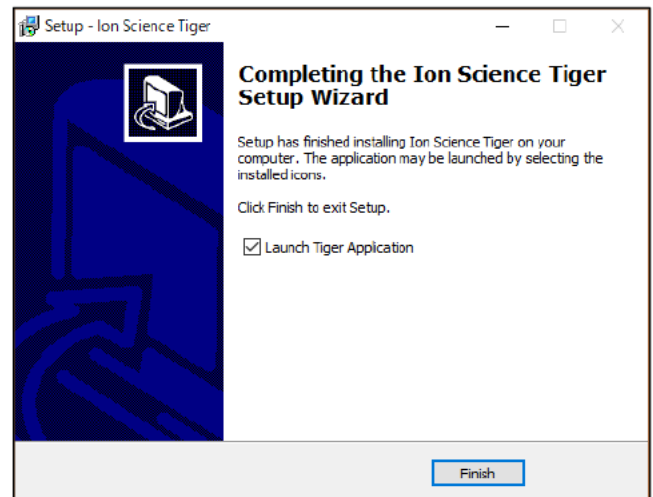 Setup - Ion Science Tiger
Completing the Ion Science Tiger
Setup Wizard
Setup has finished installing Ion Science Tiger on your
computer. The application may be launched by selecting the
installed icons.
Click Finish to exit Setup.
Launch Tiger Application
Finish